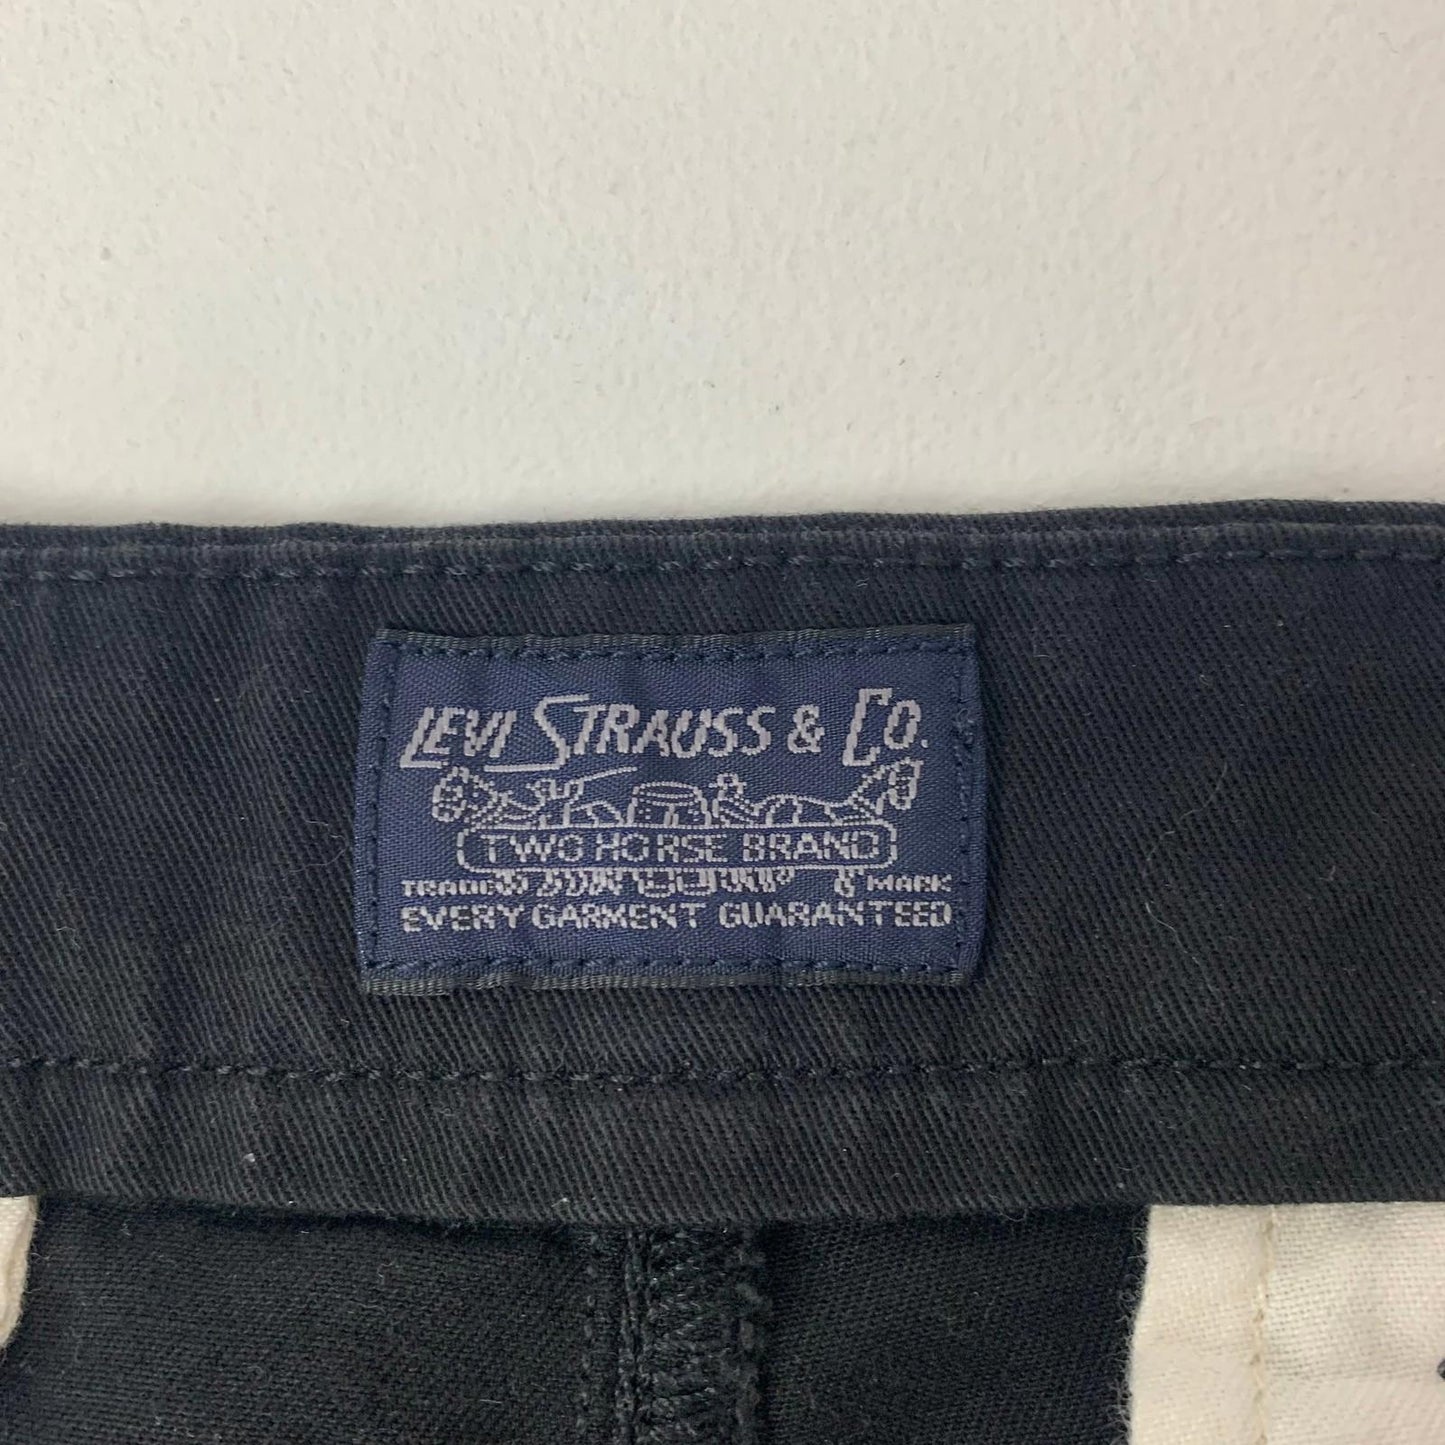 LEVI STRAUSS & CO.
TWO HORSE BRAND
TRADE MARK
EVERY GARMENT GUARANTEED